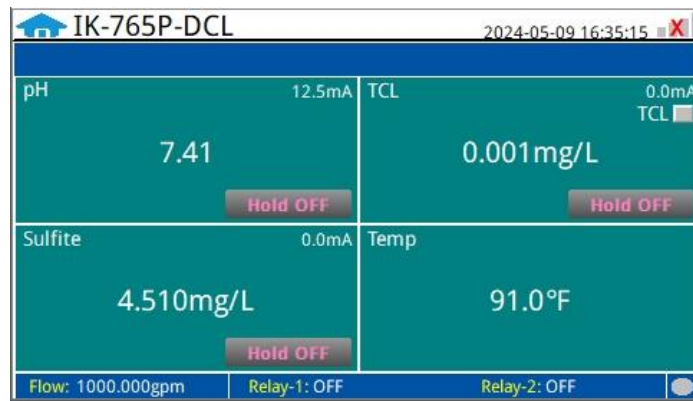 IK-765P-DCL
2024-05-09 16:35:15
pH 12.5mA
7.41
Hold OFF
TCL 0.0mA
TCL
0.001mg/L
Hold OFF
Sulfite 0.0mA
4.510mg/L
Hold OFF
Temp
91.0°F
Flow: 1000.000gpm Relay-1: OFF Relay-2: OFF